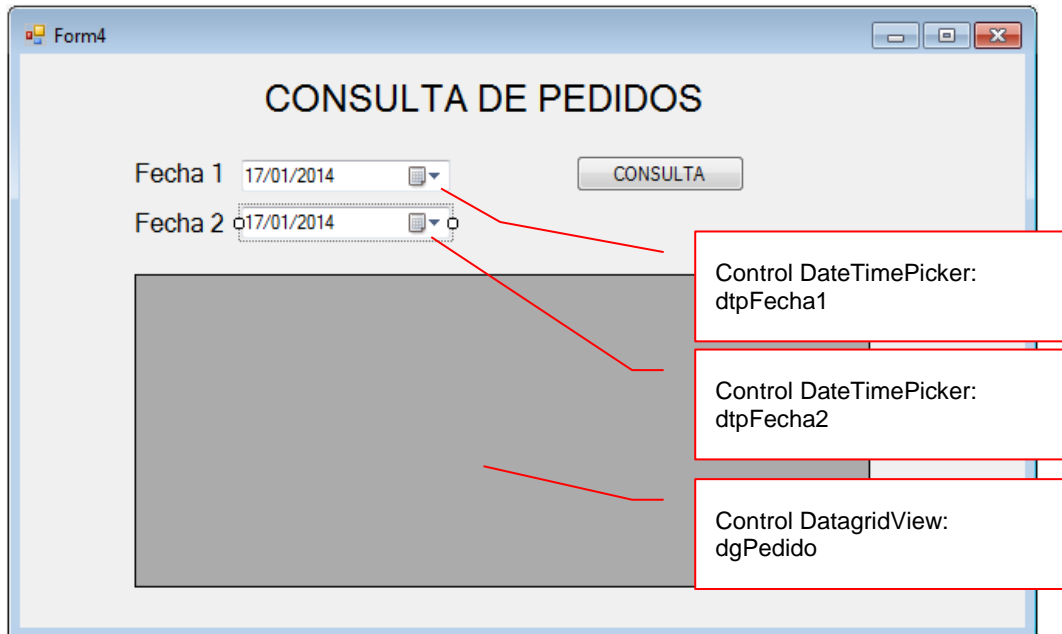 Form4
CONSULTA DE PEDIDOS
Fecha 1 17/01/2014 CONSULTA
Fecha 2 17/01/2014
Control DateTimePicker:
dtpFecha1
Control DateTimePicker:
dtpFecha2
Control DatagridView:
dgPedido